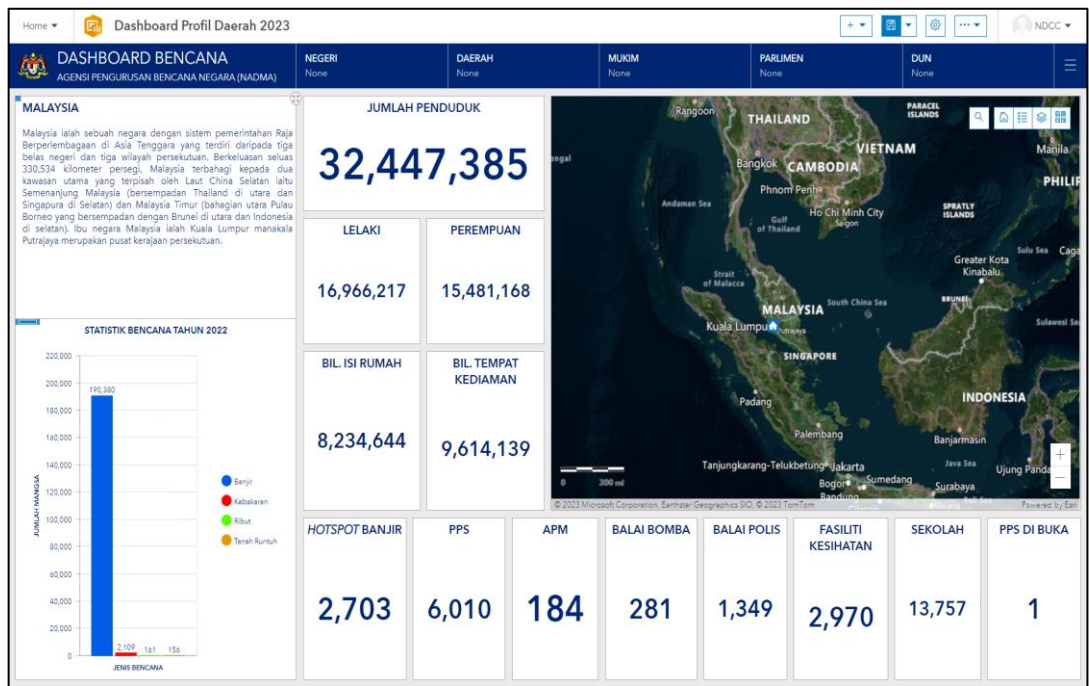 Home
Dashboard Profil Daerah 2023
NDCC
DASHBOARD BENCANA
AGENSI PENGURUSAN BENCANA NEGARA (NADMA)
NEGERI
None
DAERAH
None
MUKIM
None
PARLIMEN
None
DUN
None
MALAYSIA
Malaysia ialah sebuah negara dengan sistem pemerintahan Raja
Berperlembagaan di Asia Tenggara yang terdiri daripada tiga
belas negeri dan tiga wilayah persekutuan. Berkeluasan seluas
330,534 kilometer persegi, Malaysia terbahagi kepada dua
kawasan utama yang terpisah oleh Laut China Selatan iaitu
Semenanjung Malaysia (bersempadan Thailand di utara dan
Singapura di Selatan) dan Malaysia Timur (bahagian utara Pulau
Borneo yang bersempadan dengan Brunei di utara dan Indonesia
di selatan). Ibu negara Malaysia ialah Kuala Lumpur manakala
Putrajaya merupakan pusat kerajaan persekutuan.
STATISTIK BENCANA TAHUN 2022
220,000
200,000
180,000
160,000
140,000
120,000
100,000
80,000
60,000
40,000
20,000
0
JUMLAH MANGSA
190,380
2,109
161
156
JENIS BENCANA
Banjir
Kebakaran
Ribut
Tanah Runtuh
JUMLAH PENDUDUK
32,447,385
LELAKI
16,966,217
PEREMPUAN
15,481,168
BIL. ISI RUMAH
8,234,644
BIL. TEMPAT
KEDIAMAN
9,614,139
Rangoon
THAILAND
PARACEL
ISLANDS
VIETNAM
Manila
engal
Bangkok
CAMBODIA
PHILIP
Phnom Penh
Andaman Sea
Gulf
of Thailand
Ho Chi Minh City
Saigon
SPRATLY
ISLANDS
Sulu Sea
Caga
Greater Kota
Kinabalu
Strait
of Malacca
MALAYSIA
South China Sea
BRUNEI
Kuala Lumpu
utrajaya
Sulawesi Se
SINGAPORE
Padang
INDONESIA
Palembang
Banjarmasin
Tanjungkarang-Telukbetung
Jakarta
Java Sea
Ujung Panda
Bogor
Sumedang
Surabaya
Bandung
0
300 mi
© 2023 Microsoft Corporation, Earthstar Geographics SIO, © 2023 TomTom
Powered by Esri
HOTSPOT BANJIR
2,703
PPS
6,010
APM
184
BALAI BOMBA
281
BALAI POLIS
1,349
FASILITI
KESIHATAN
2,970
SEKOLAH
13,757
PPS DI BUKA
1